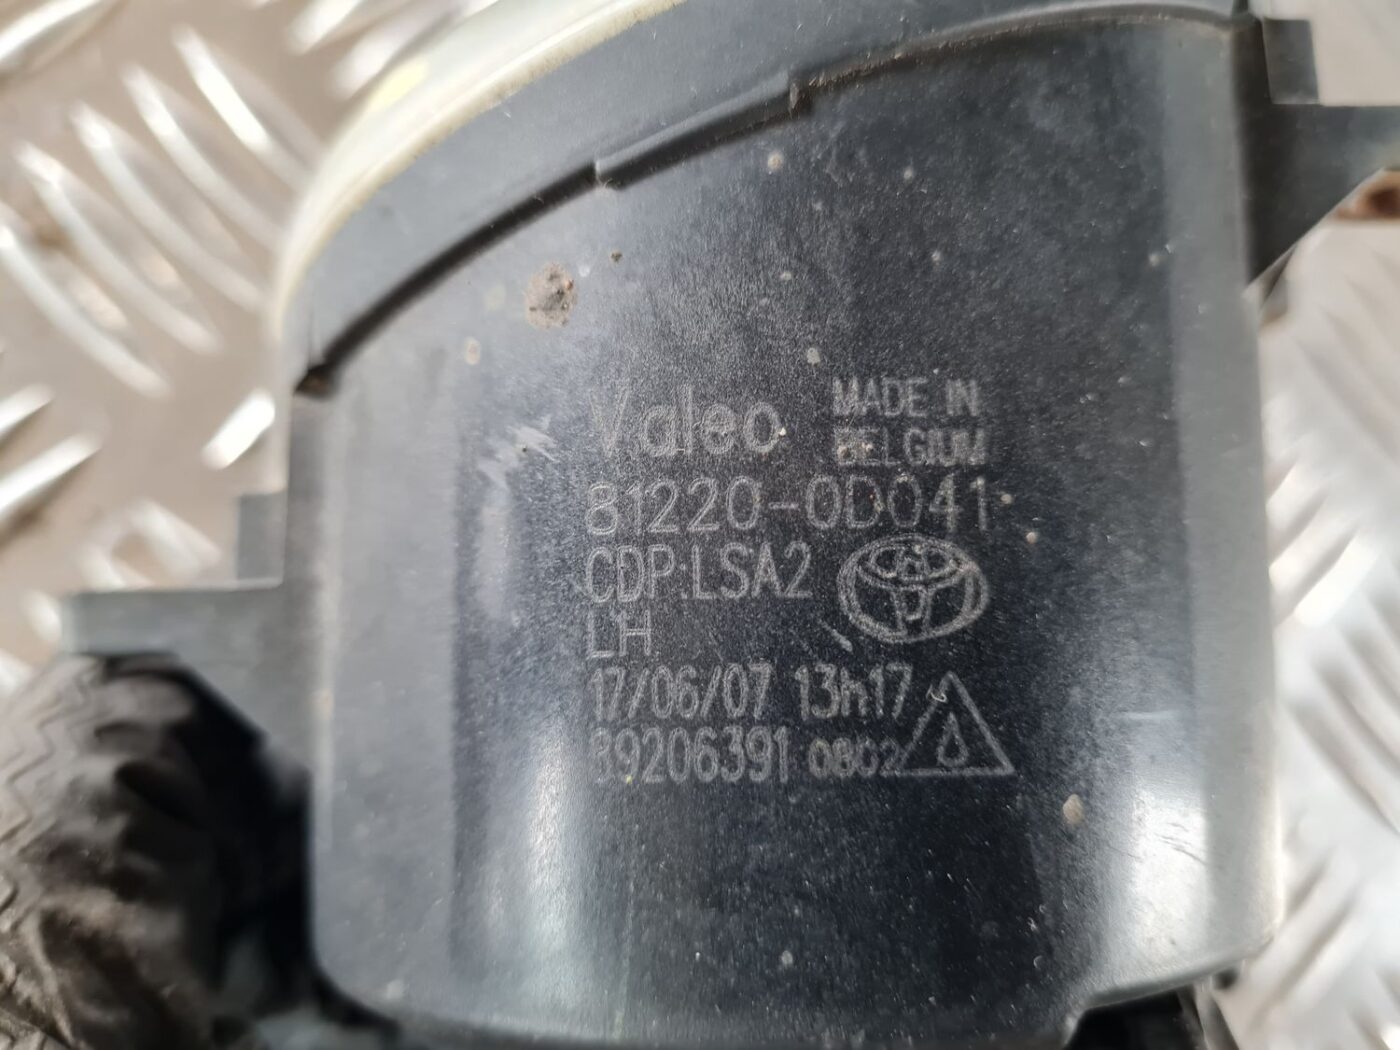 Valeo MADE IN
BELGIUM
81220-0D041
CDP:LSA2
LH
17/06/07 13h17
89206391 0802